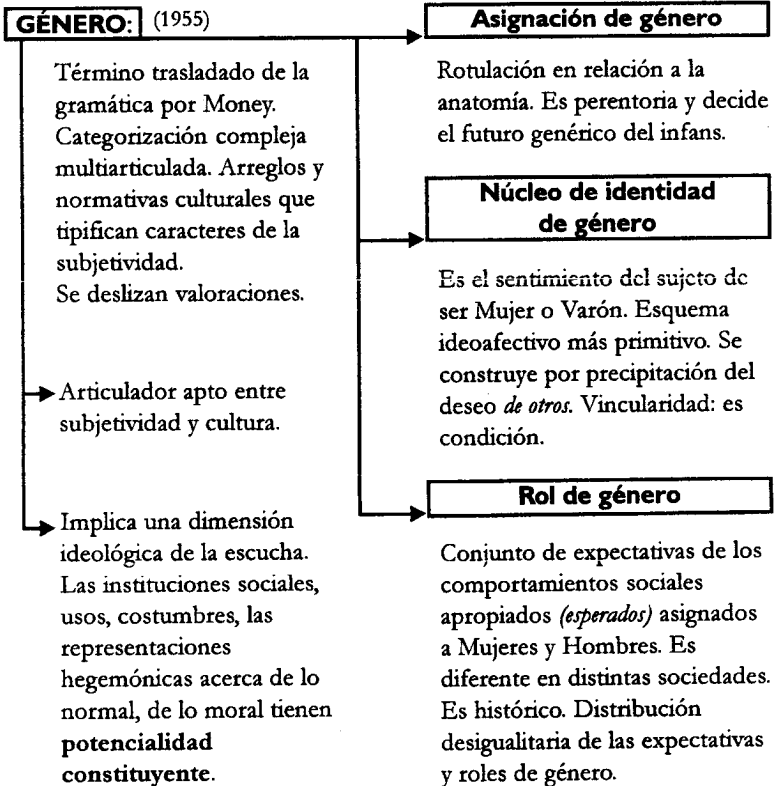 GÉNERO: (1955)
Término trasladado de la
gramática por Money.
Categorización compleja
multiarticulada. Arreglos y
normativas culturales que
tipifican caracteres de la
subjetividad.
Se deslizan valoraciones.
Articulador apto entre
subjetividad y cultura.
Implica una dimensión
ideológica de la escucha.
Las instituciones sociales,
usos, costumbres, las
representaciones
hegemónicas acerca de lo
normal, de lo moral tienen
potencialidad
constituyente.
Asignación de género
Rotulación en relación a la
anatomía. Es perentoria y decide
el futuro genérico del infans.
Núcleo de identidad
de género
Es el sentimiento del sujeto de
ser Mujer o Varón. Esquema
ideoafectivo más primitivo. Se
construye por precipitación del
deseo de otros. Vincularidad: es
condición.
Rol de género
Conjunto de expectativas de los
comportamientos sociales
apropiados (esperados) asignados
a Mujeres y Hombres. Es
diferente en distintas sociedades.
Es histórico. Distribución
desigualitaria de las expectativas
y roles de género.